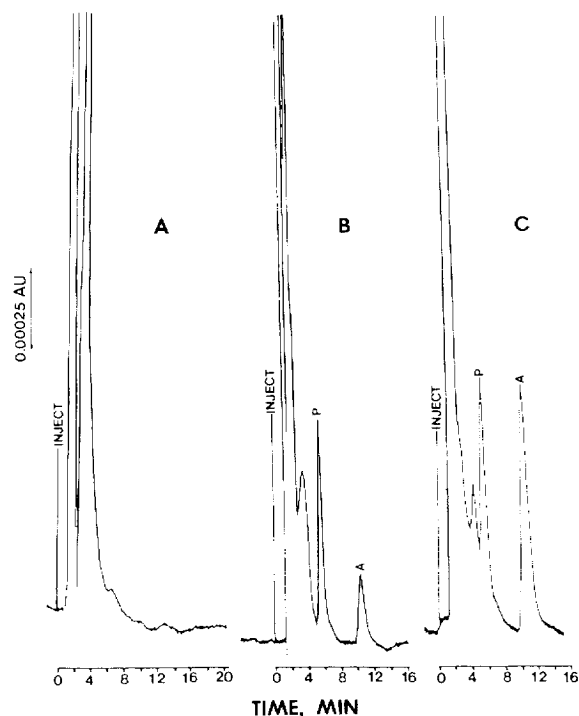 A
B
C
P
A
P
A
0.00025 AU
INJECT
INJECT
INJECT
0 4 8 12 16 20
0 4 8 12 16
0 4 8 12 16
TIME, MIN